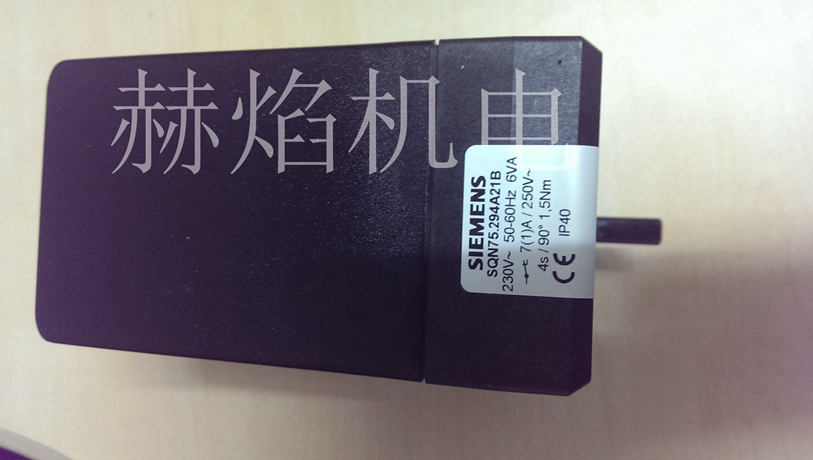 赫焰机电
SIEMENS
SQN75.294A21B
230V~ 50-60Hz 6VA
7(1)A / 250V~
4s / 90° 1,5Nm
CE IP40